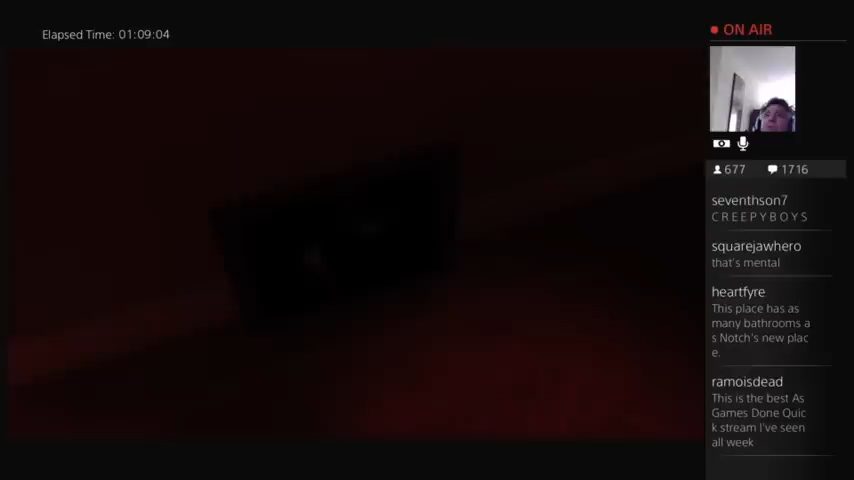 Elapsed Time: 01:09:04
ON AIR
677 1716
seventhson7
C R E E P Y B O Y S
squarejawhero
that's mental
heartfyre
This place has as
many bathrooms a
s Notch's new plac
e.
ramoisdead
This is the best As
Games Done Quic
k stream I've seen
all week